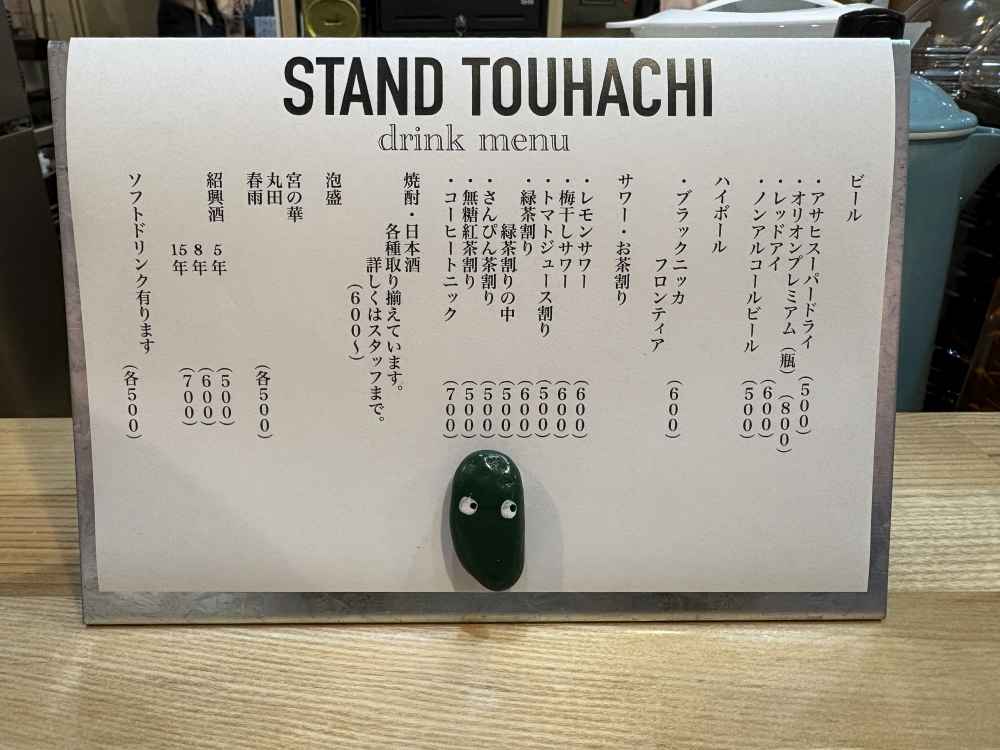 STAND TOUHACHI
drink menu
ビール
・アサヒスーパードライ（500）
・オリオンプレミアム（瓶）（800）
・レッドアイ（600）
・ノンアルコールビール（500）
ハイボール
・ブラックニッカ
フロンティア（600）
サワー・お茶割り
・レモンサワー（600）
・梅干しサワー（600）
・トマトジュース割り（500）
・緑茶割り（600）
緑茶割りの中（500）
・さんぴん茶割り（500）
・無糖紅茶割り（500）
・コーヒートニック（700）
焼酎・日本酒
各種取り揃えています。
詳しくはスタッフまで。
（600〜）
泡盛
宮の華
丸田
春雨（各500）
紹興酒 5年（500）
8年（600）
15年（700）
ソフトドリンク有ります（各500）